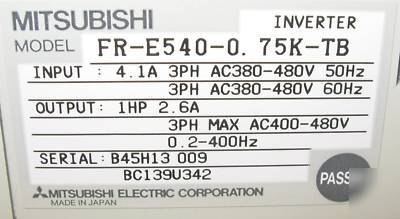 MITSUBISHI INVERTER
MODEL FR-E540-0.75K-TB
INPUT : 4.1A 3PH AC380-480V 50Hz
3PH AC380-480V 60Hz
OUTPUT: 1HP 2.6A
3PH MAX AC400-480V
0.2-400Hz
SERIAL: B45H13 009
BC139U342
PASS
MITSUBISHI ELECTRIC CORPORATION
MADE IN JAPAN